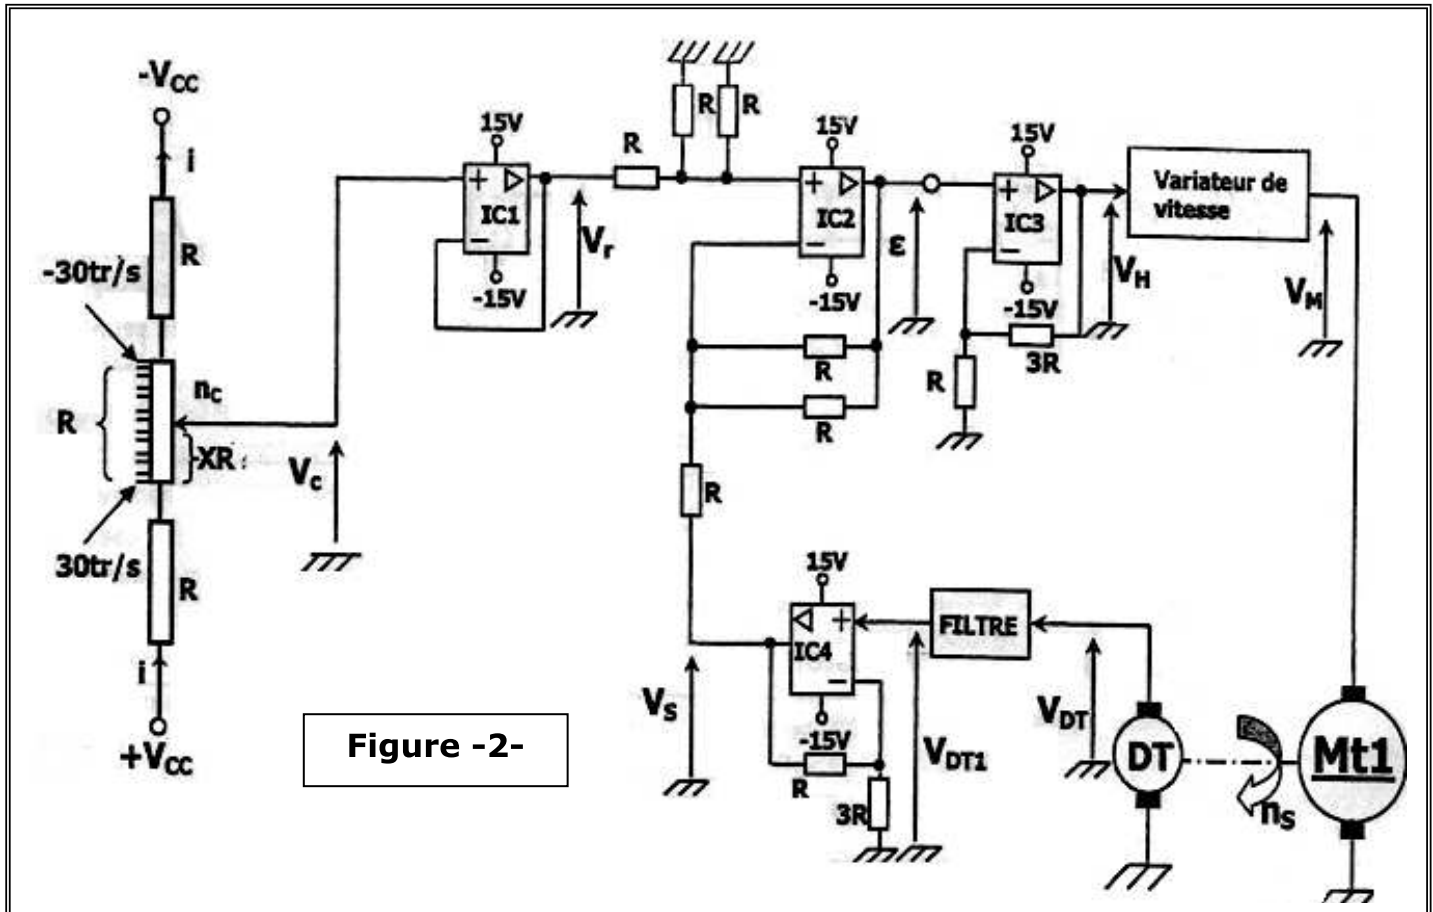 -VCC
i
R
-30tr/s
nC
R
XR
30tr/s
R
i
+VCC
VC
15V
+
IC1
-
-15V
Vr
R
R
R
15V
+
IC2
-
-15V
ε
R
R
R
15V
+
IC3
-
-15V
3R
R
VH
Variateur de
vitesse
VM
15V
+
IC4
-
-15V
R
3R
VS
VDT1
FILTRE
VDT
DT
nS
Mt1
Figure -2-